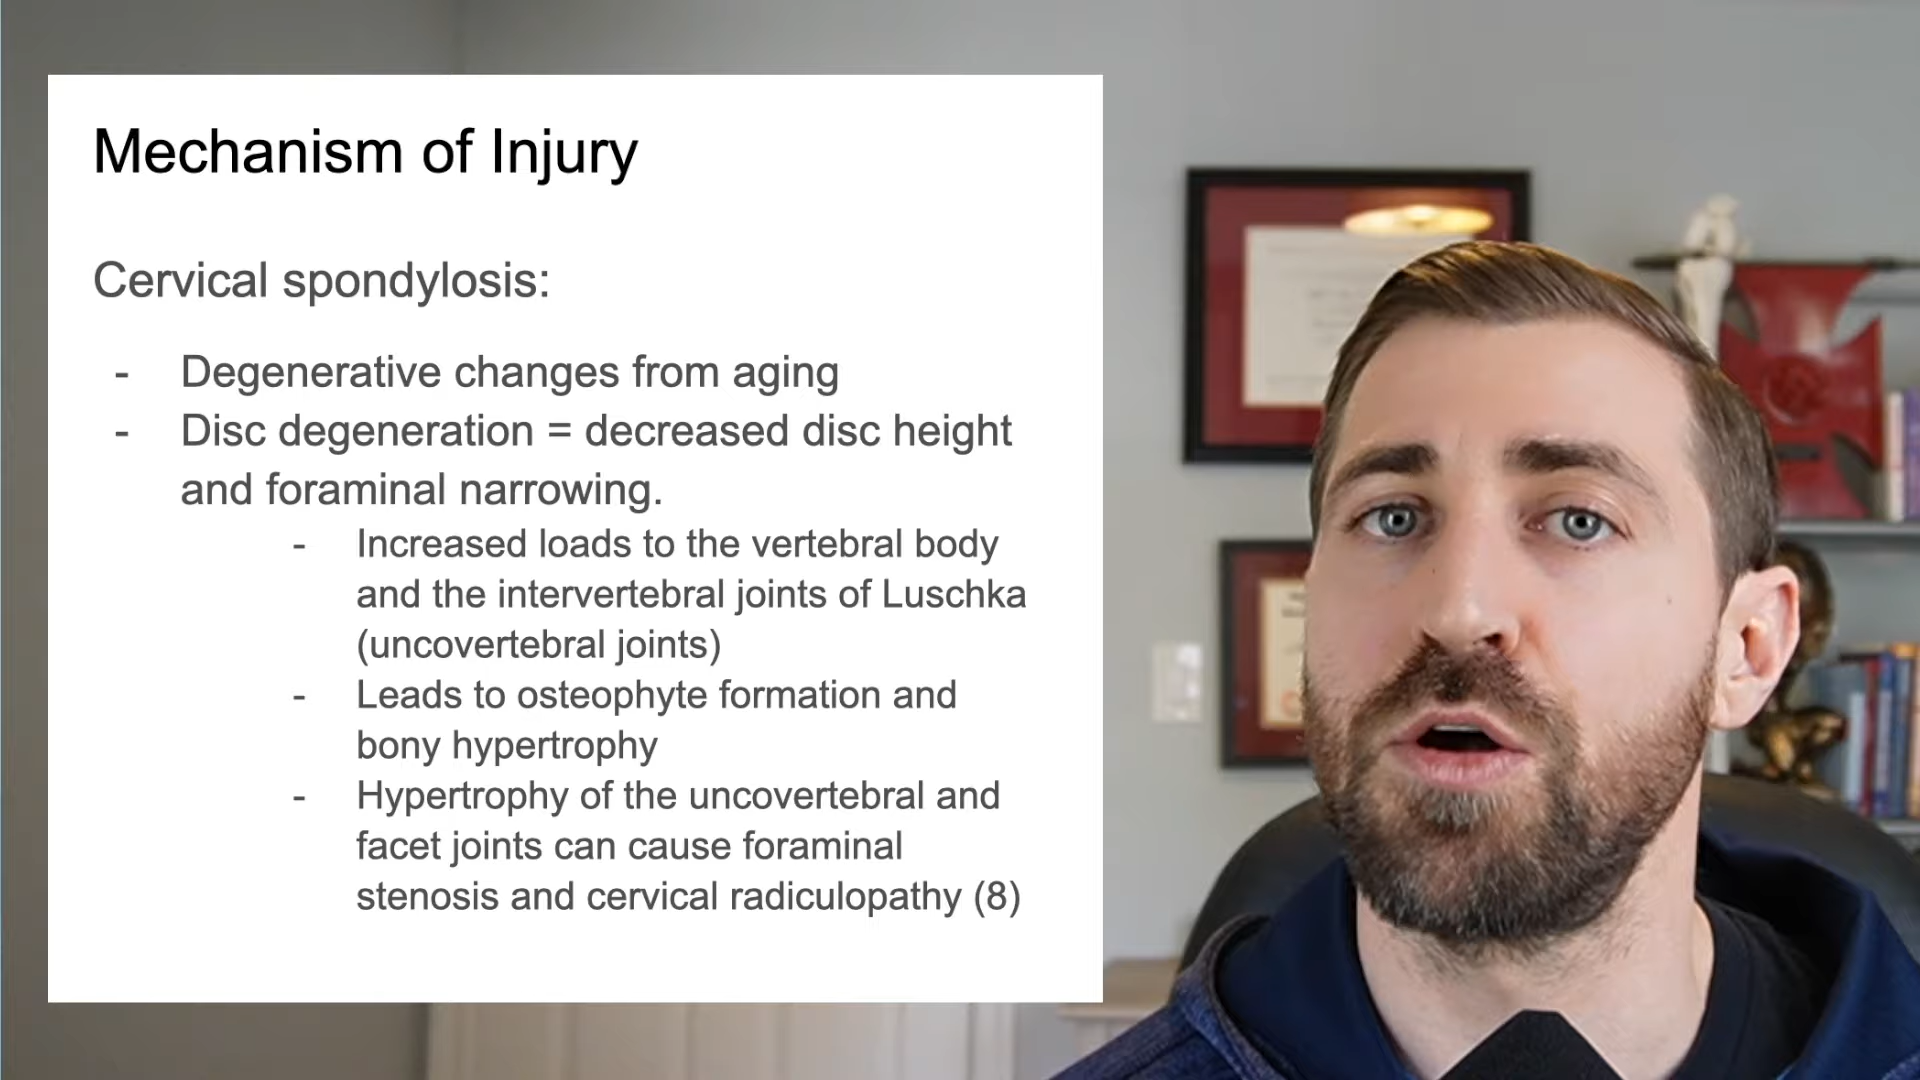 Mechanism of Injury
Cervical spondylosis:
- Degenerative changes from aging
- Disc degeneration = decreased disc height
and foraminal narrowing.
- Increased loads to the vertebral body
and the intervertebral joints of Luschka
(uncovertebral joints)
- Leads to osteophyte formation and
bony hypertrophy
- Hypertrophy of the uncovertebral and
facet joints can cause foraminal
stenosis and cervical radiculopathy (8)